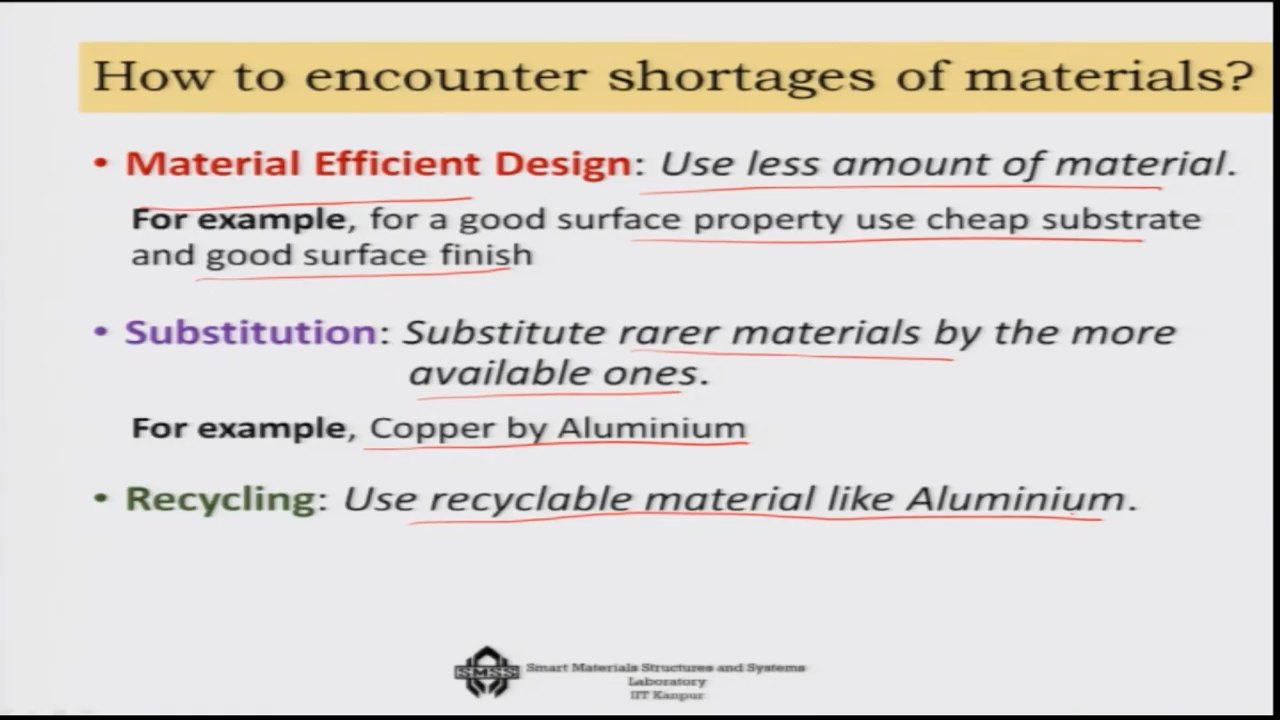 How to encounter shortages of materials?
• Material Efficient Design: Use less amount of material.
For example, for a good surface property use cheap substrate
and good surface finish
• Substitution: Substitute rarer materials by the more
available ones.
For example, Copper by Aluminium
• Recycling: Use recyclable material like Aluminium.
SMSS Smart Materials Structures and Systems
Laboratory
IIT Kanpur